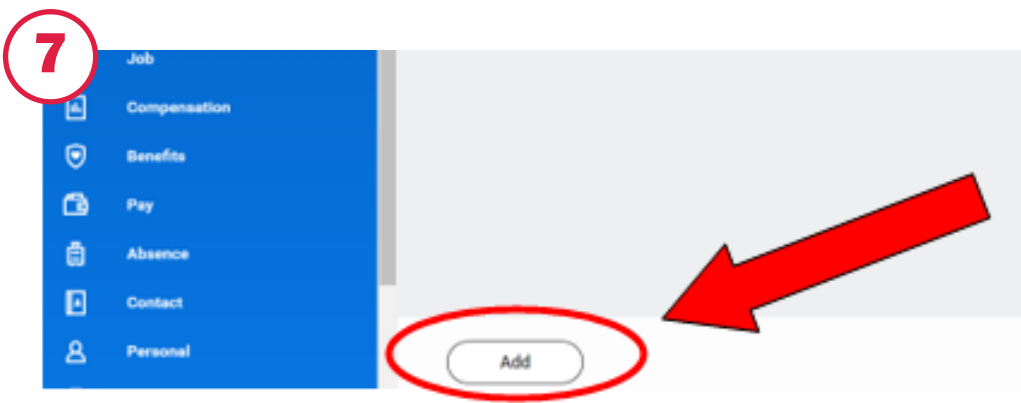 7
Job
Compensation
Benefits
Pay
Absence
Contact
Personal
Add